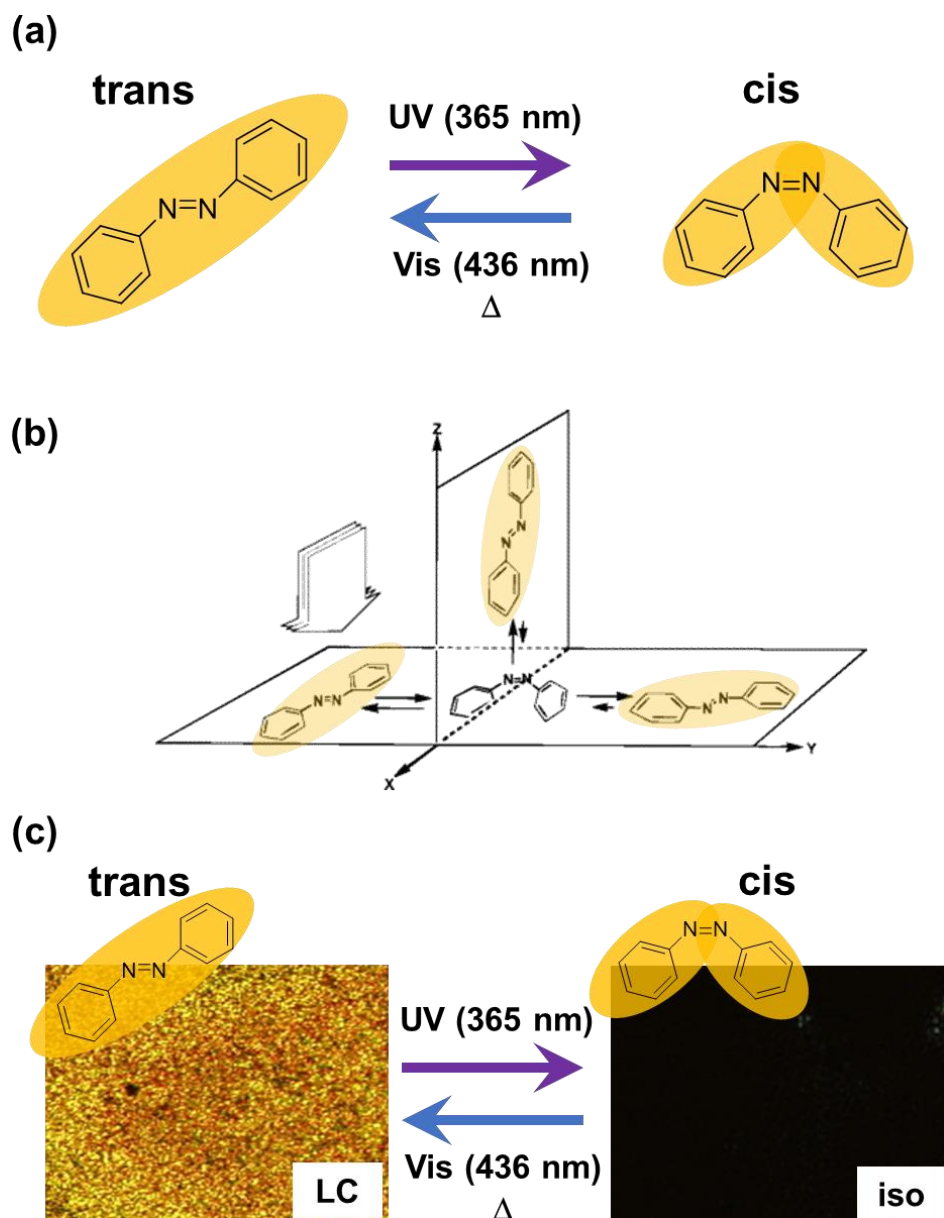 (a)
trans
cis
UV (365 nm)
N=N
N=N
Vis (436 nm)
Δ
(b)
Z
N=N
N=N
N=N
N=N
X
Y
(c)
trans
cis
N=N
N=N
UV (365 nm)
Vis (436 nm)
Δ
LC
iso